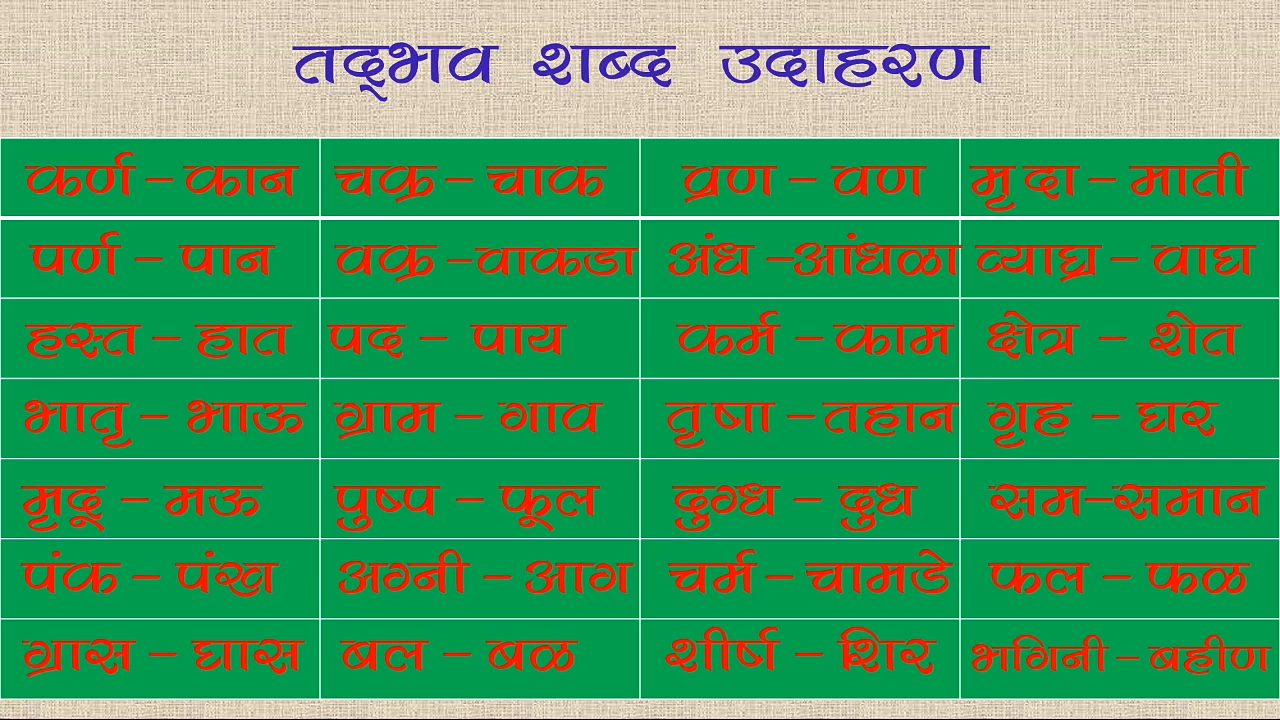 तद्भव शब्द उदाहरण
कर्ण – कान चक्र – चाक व्रण – वण मृदा – माती
पर्ण – पान वक्र – वाकडा अंध – आंधळा व्याघ्र – वाघ
हस्त – हात पद – पाय कर्म – काम क्षेत्र – शेत
भातृ – भाऊ ग्राम – गाव तृषा – तहान गृह – घर
मृदू – मऊ पुष्प – फूल दुग्ध – दुध सम – समान
पंक – पंख अग्नी – आग चर्म – चामडे फल – फळ
ग्रास – घास बल – बळ शीर्ष – शिर भगिनी – बहीण